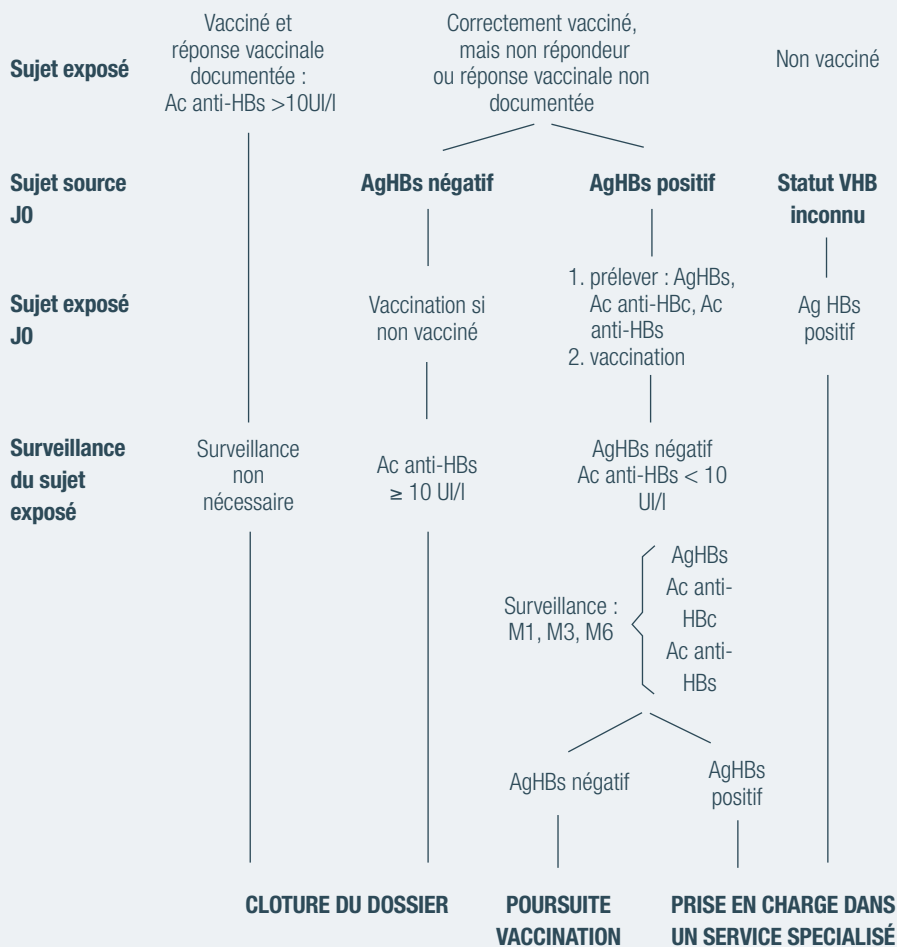 Sujet exposé
Vacciné et
réponse vaccinale
documentée :
Ac anti-HBs >10UI/l
Correctement vacciné,
mais non répondeur
ou réponse vaccinale non
documentée
Non vacciné
Sujet source
J0
AgHBs négatif
AgHBs positif
Statut VHB
inconnu
Sujet exposé
J0
Vaccination si
non vacciné
1. prélever : AgHBs,
Ac anti-HBc, Ac
anti-HBs
2. vaccination
Ag HBs
positif
Surveillance
du sujet
exposé
Surveillance
non
nécessaire
Ac anti-HBs
≥ 10 UI/l
AgHBs négatif
Ac anti-HBs < 10
UI/l
Surveillance :
M1, M3, M6
AgHBs
Ac anti-
HBc
Ac anti-
HBs
AgHBs négatif
AgHBs
positif
CLOTURE DU DOSSIER
POURSUITE
VACCINATION
PRISE EN CHARGE DANS
UN SERVICE SPECIALISÉ